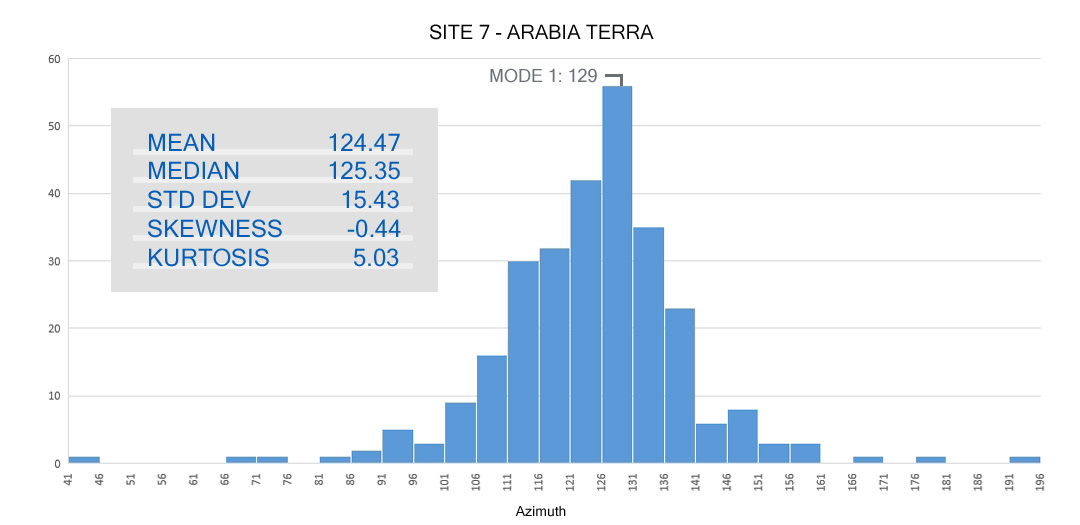 SITE 7 - ARABIA TERRA
MODE 1: 129
MEAN 124.47
MEDIAN 125.35
STD DEV 15.43
SKEWNESS -0.44
KURTOSIS 5.03
60
50
40
30
20
10
0
41 46 51 56 61 66 71 76 81 86 91 96 101 106 111 116 121 126 131 136 141 146 151 156 161 166 171 176 181 186 191 196
Azimuth